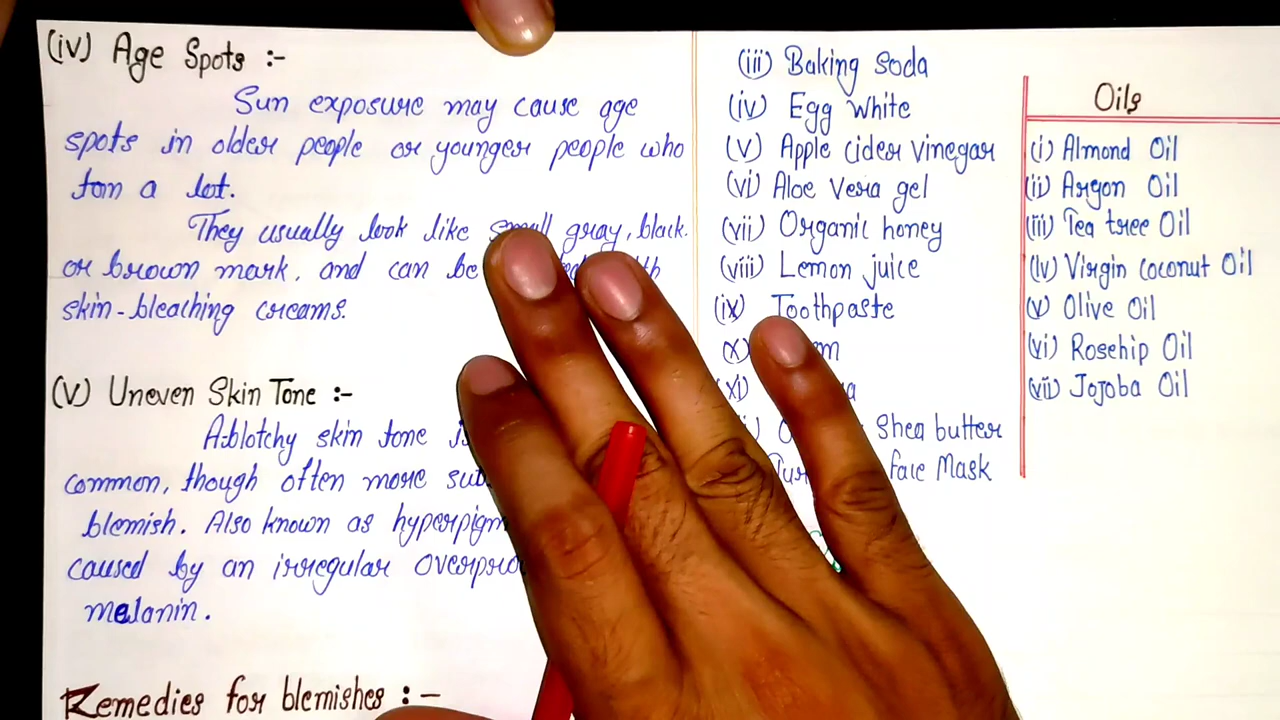 (iv) Age Spots :-
Sun exposure may cause age
spots in older people or younger people who
tan a lot.
They usually look like small gray, black.
or brown mark, and can be
skin-bleaching creams.
(V) Uneven Skin Tone :-
A blotchy skin tone is
common, though often more
blemish. Also known as
caused by an irregular
melanin.
Remedies for blemishes :-
(iii) Baking Soda
(iv) Egg white
(v) Apple cider vinegar
(vi) Aloe Vera gel
(vii) Organic honey
(viii) Lemon juice
(ix) Toothpaste
(x)
(xi)
Shea butter
face Mask
Oils
(i) Almond Oil
(ii) Argon Oil
(iii) Tea tree Oil
(iv) Virgin coconut Oil
(v) Olive Oil
(vi) Rosehip Oil
(vii) Jojoba Oil